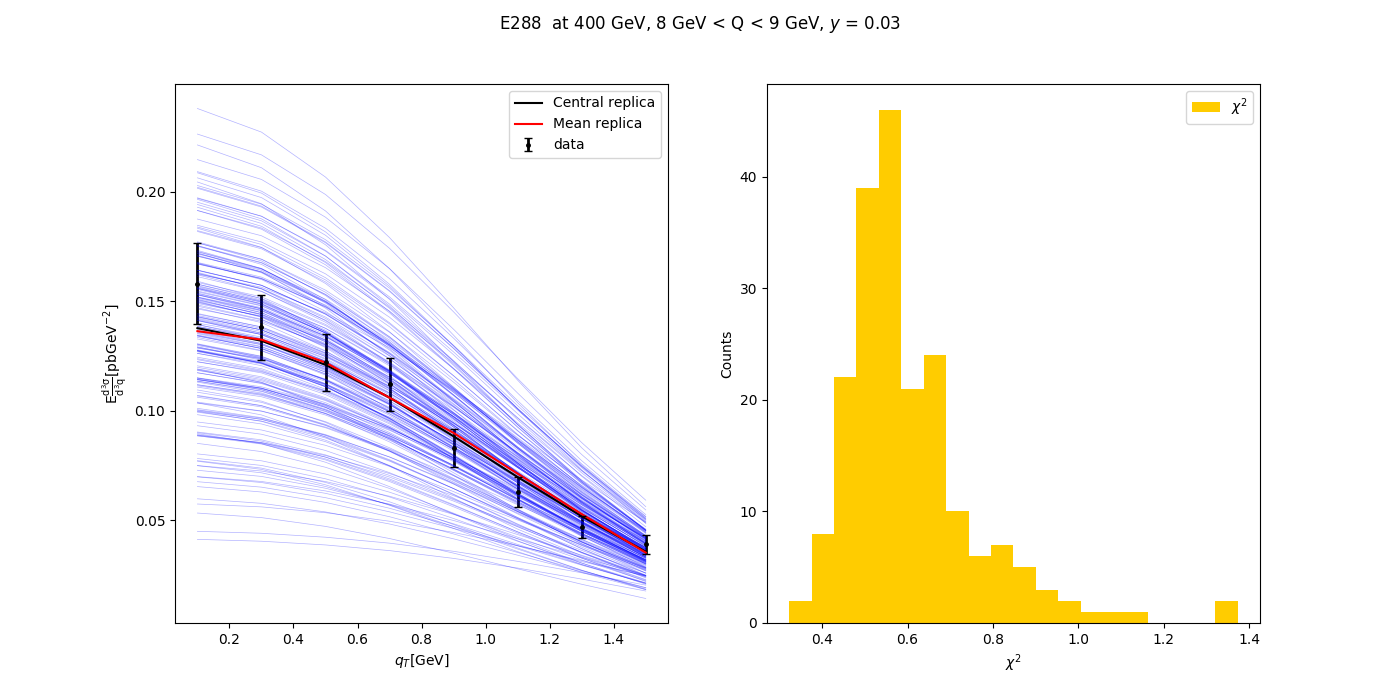 E288  at 400 GeV, 8 GeV < Q < 9 GeV, y = 0.03
Central replica
Mean replica
data
0.20
0.15
0.10
0.05
E d³σ/d³q [pbGeV⁻²]
0.2 0.4 0.6 0.8 1.0 1.2 1.4
q_T[GeV]
χ²
40
30
20
10
0
Counts
0.4 0.6 0.8 1.0 1.2 1.4
χ²